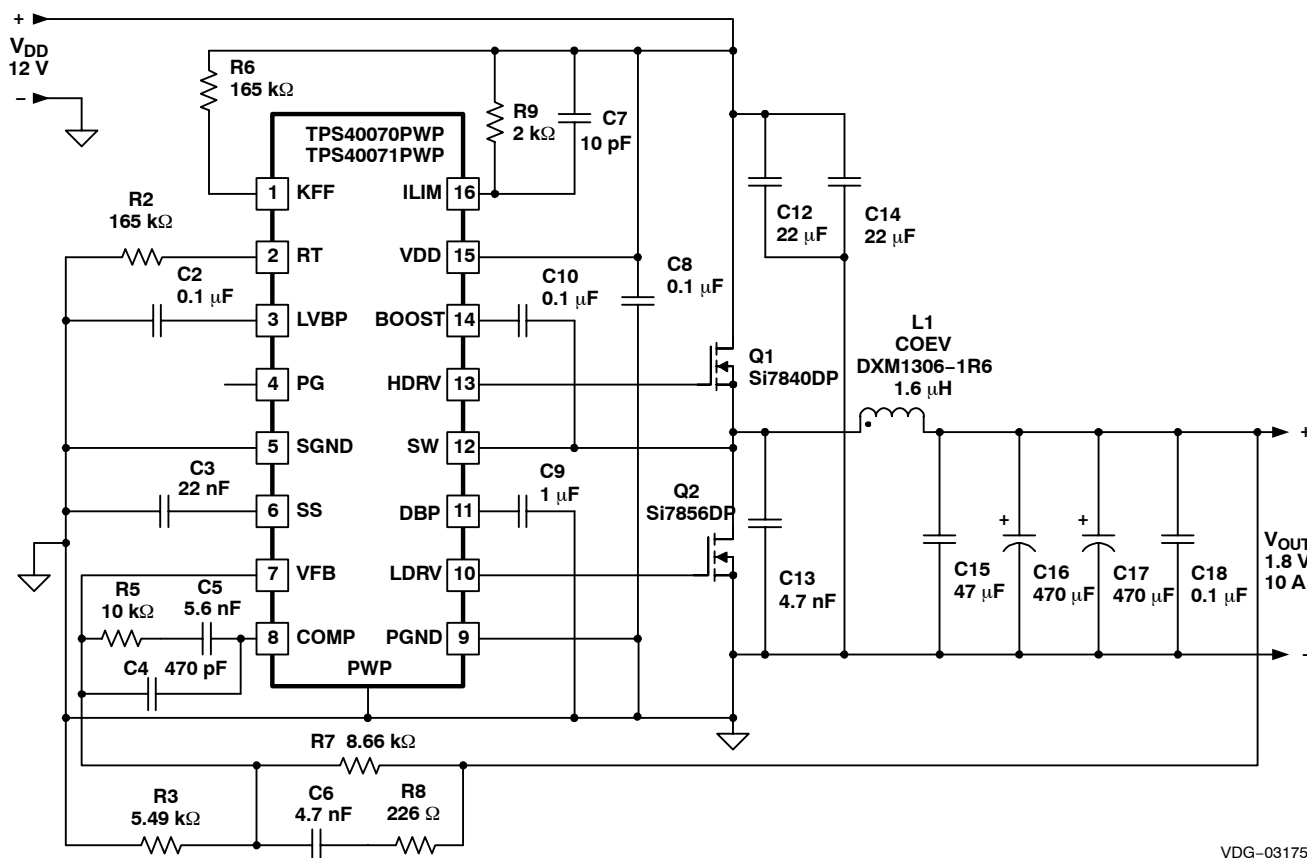 +
VDD
12 V
−
R6
165 kΩ
TPS40070PWP
TPS40071PWP
R9
2 kΩ
C7
10 pF
1 KFF
ILIM 16
R2
165 kΩ
2 RT
VDD 15
C2
0.1 μF
3 LVBP
BOOST 14
C10
0.1 μF
C8
0.1 μF
C12
22 μF
C14
22 μF
4 PG
HDRV 13
Q1
Si7840DP
L1
COEV
DXM1306−1R6
1.6 μH
5 SGND
SW 12
C3
22 nF
6 SS
DBP 11
C9
1 μF
Q2
Si7856DP
7 VFB
LDRV 10
R5
10 kΩ
C5
5.6 nF
8 COMP
PGND 9
C4
470 pF
PWP
C13
4.7 nF
+
C15
47 μF
+
C16
470 μF
+
C17
470 μF
C18
0.1 μF
VOUT
1.8 V
10 A
−
R7 8.66 kΩ
R3
5.49 kΩ
C6
4.7 nF
R8
226 Ω
VDG−03175